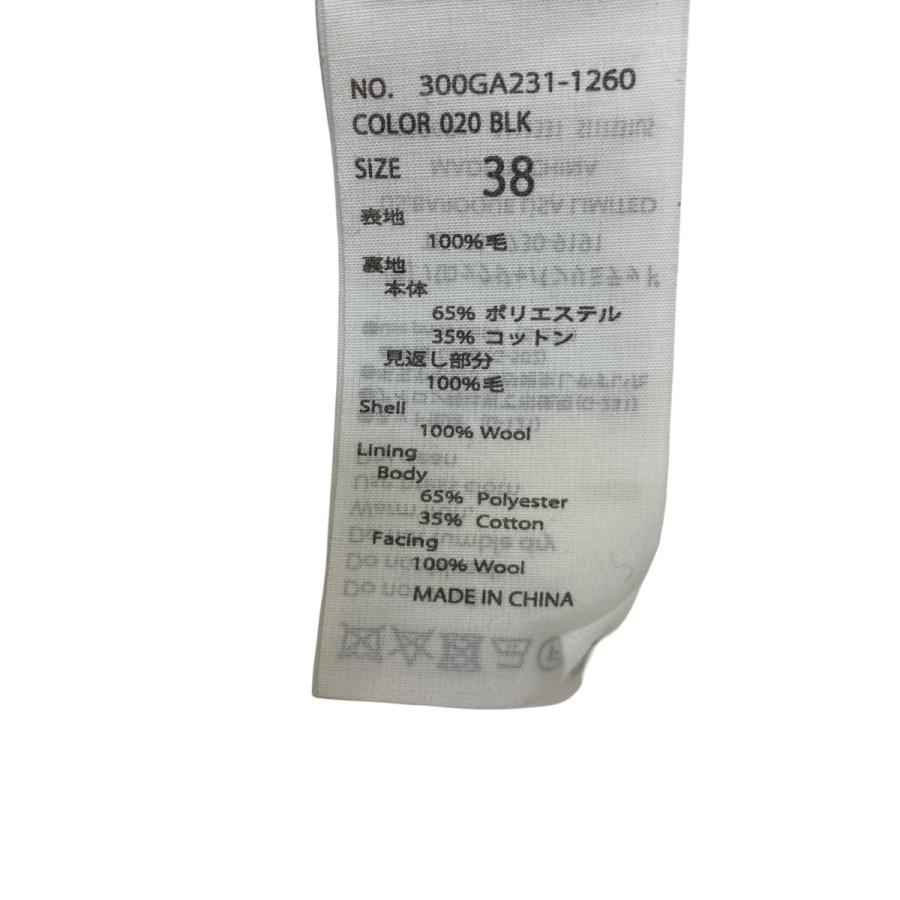 NO. 300GA231-1260
COLOR 020 BLK
SIZE 38
表地
100%毛
裏地
本体
65% ポリエステル
35% コットン
見返し部分
100%毛
Shell
100% Wool
Lining
Body
65% Polyester
35% Cotton
Facing
100% Wool
MADE IN CHINA